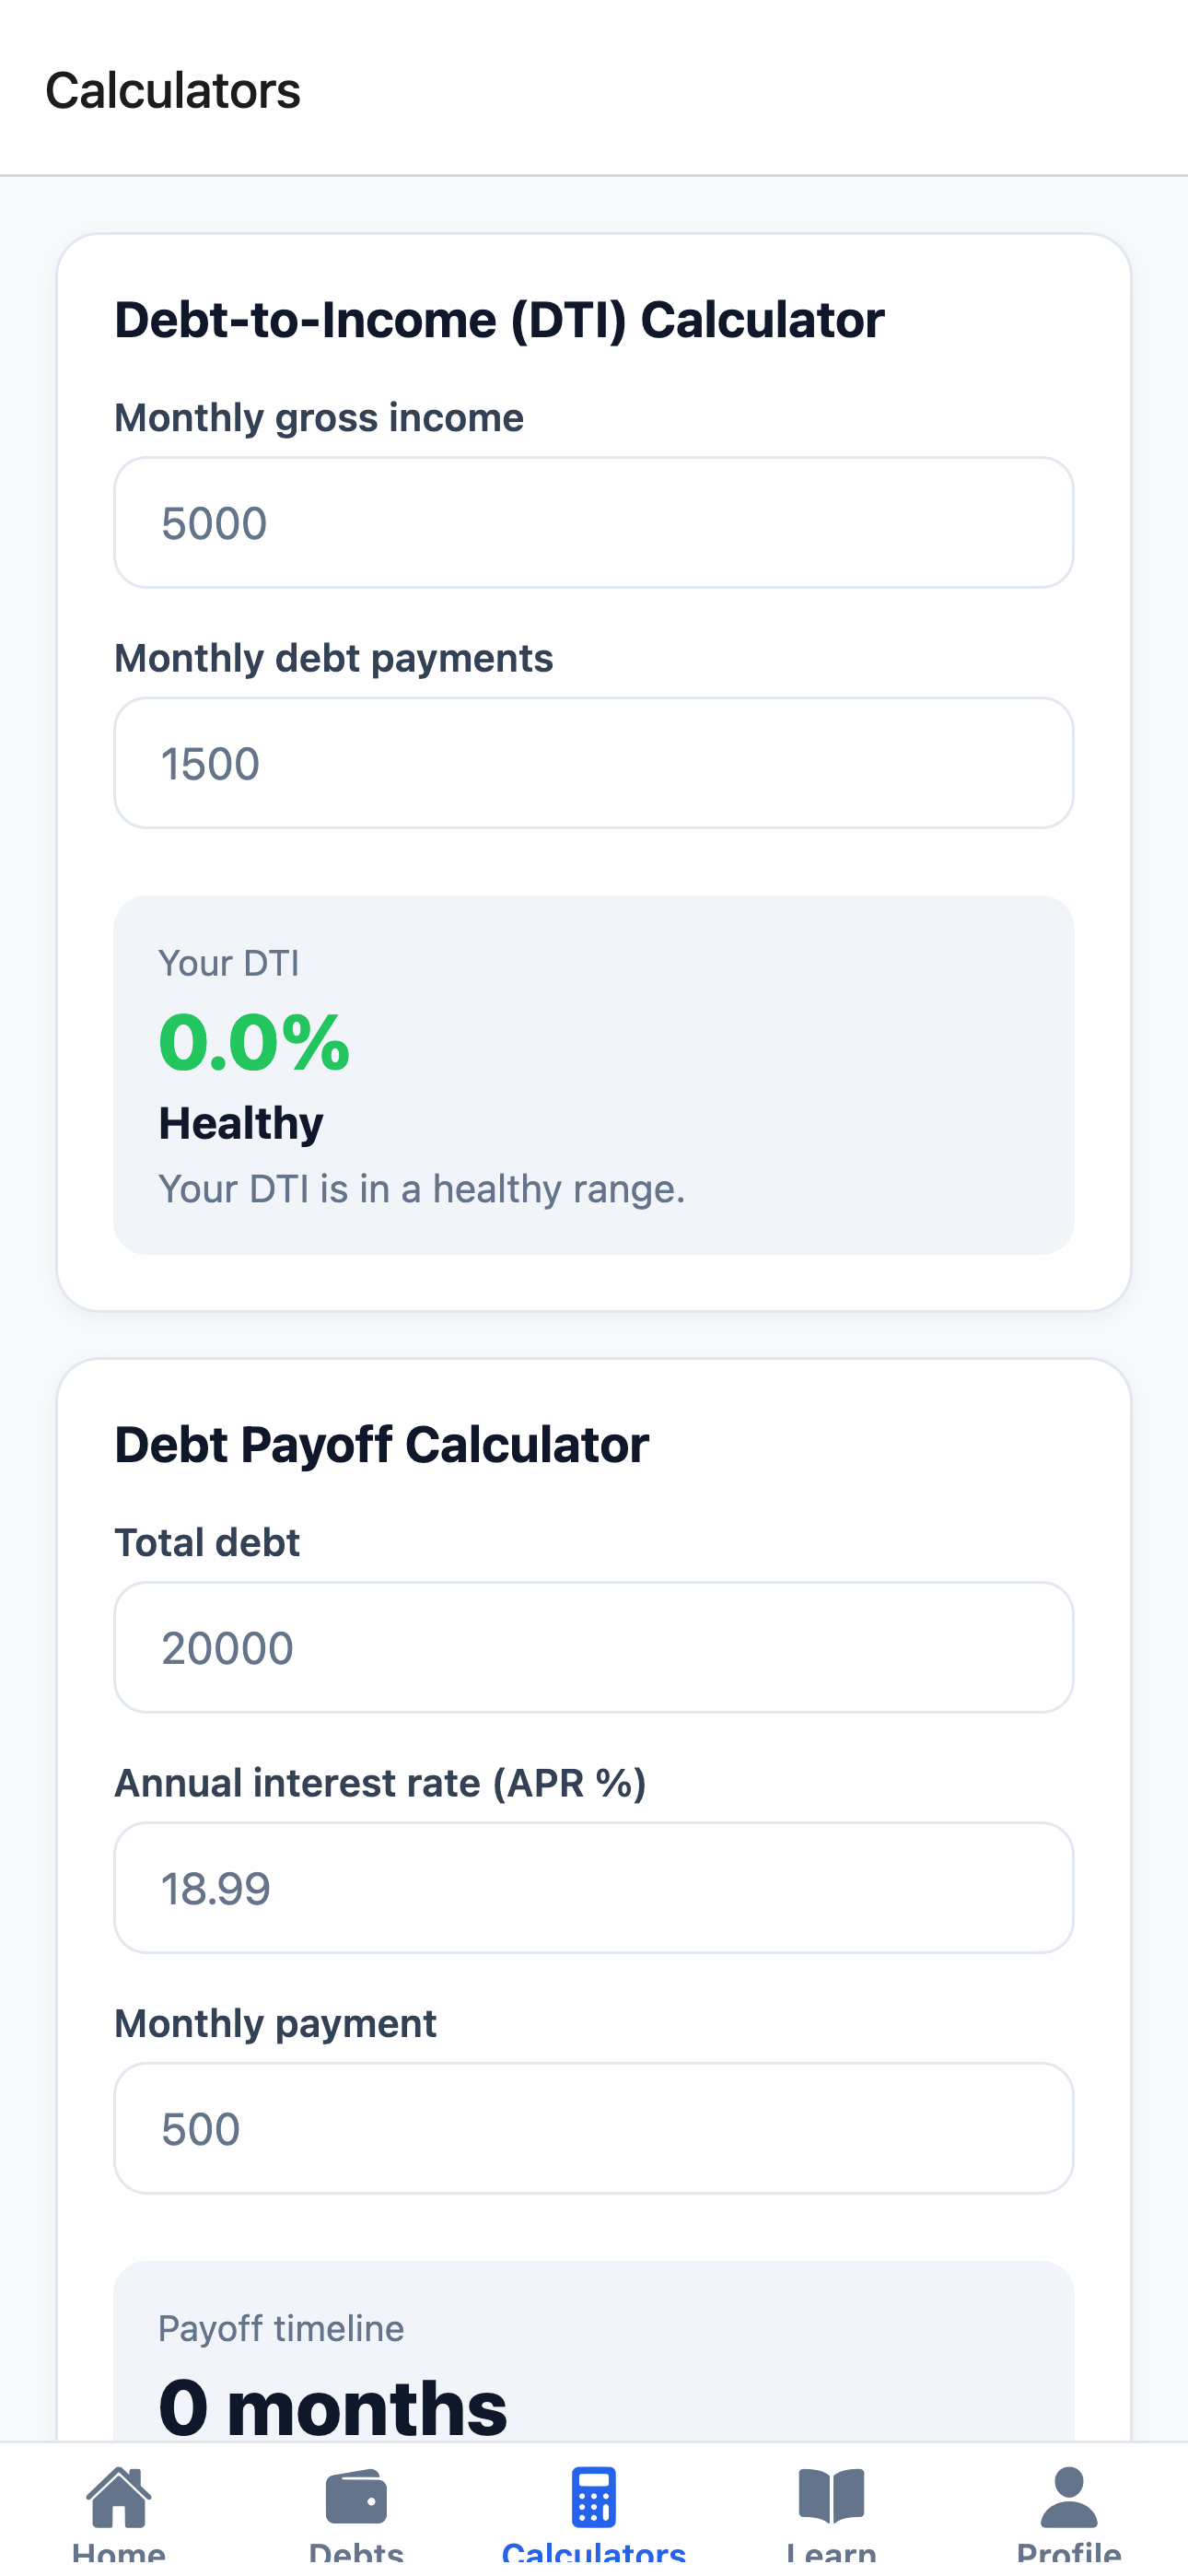 Calculators
Debt-to-Income (DTI) Calculator
Monthly gross income
5000
Monthly debt payments
1500
Your DTI
0.0%
Healthy
Your DTI is in a healthy range.
Debt Payoff Calculator
Total debt
20000
Annual interest rate (APR %)
18.99
Monthly payment
500
Payoff timeline
0 months
Home
Debts
Calculators
Learn
Profile